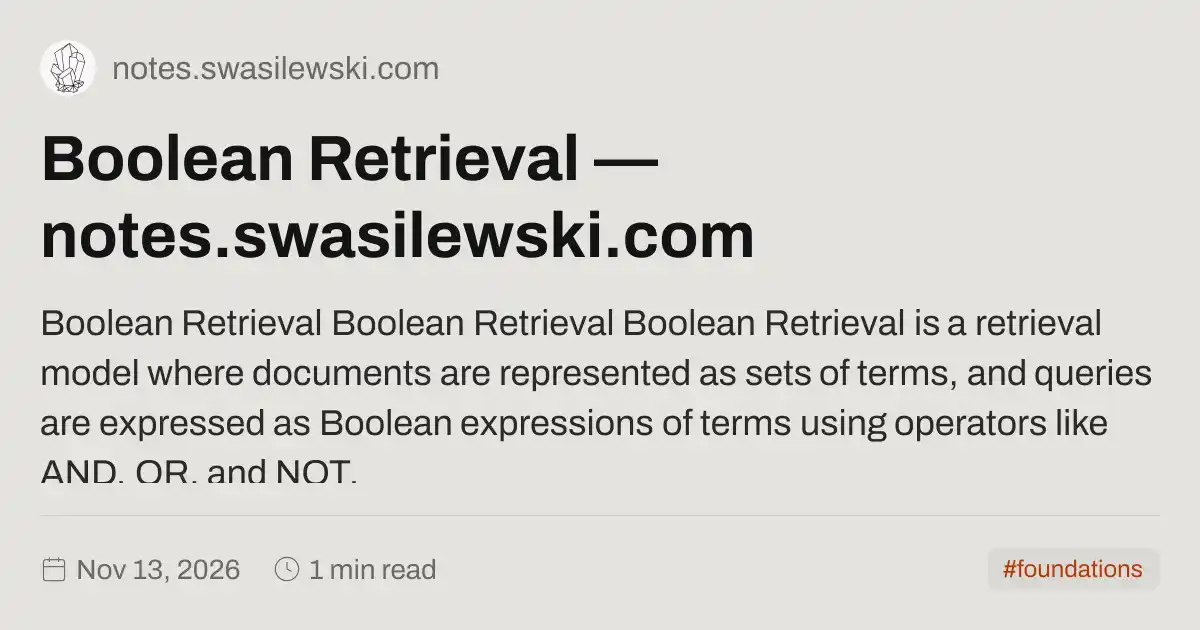 notes.swasilewski.com
Boolean Retrieval —
notes.swasilewski.com
Boolean Retrieval Boolean Retrieval Boolean Retrieval is a retrieval
model where documents are represented as sets of terms, and queries
are expressed as Boolean expressions of terms using operators like
AND, OR, and NOT.
Nov 13, 2026 1 min read #foundations